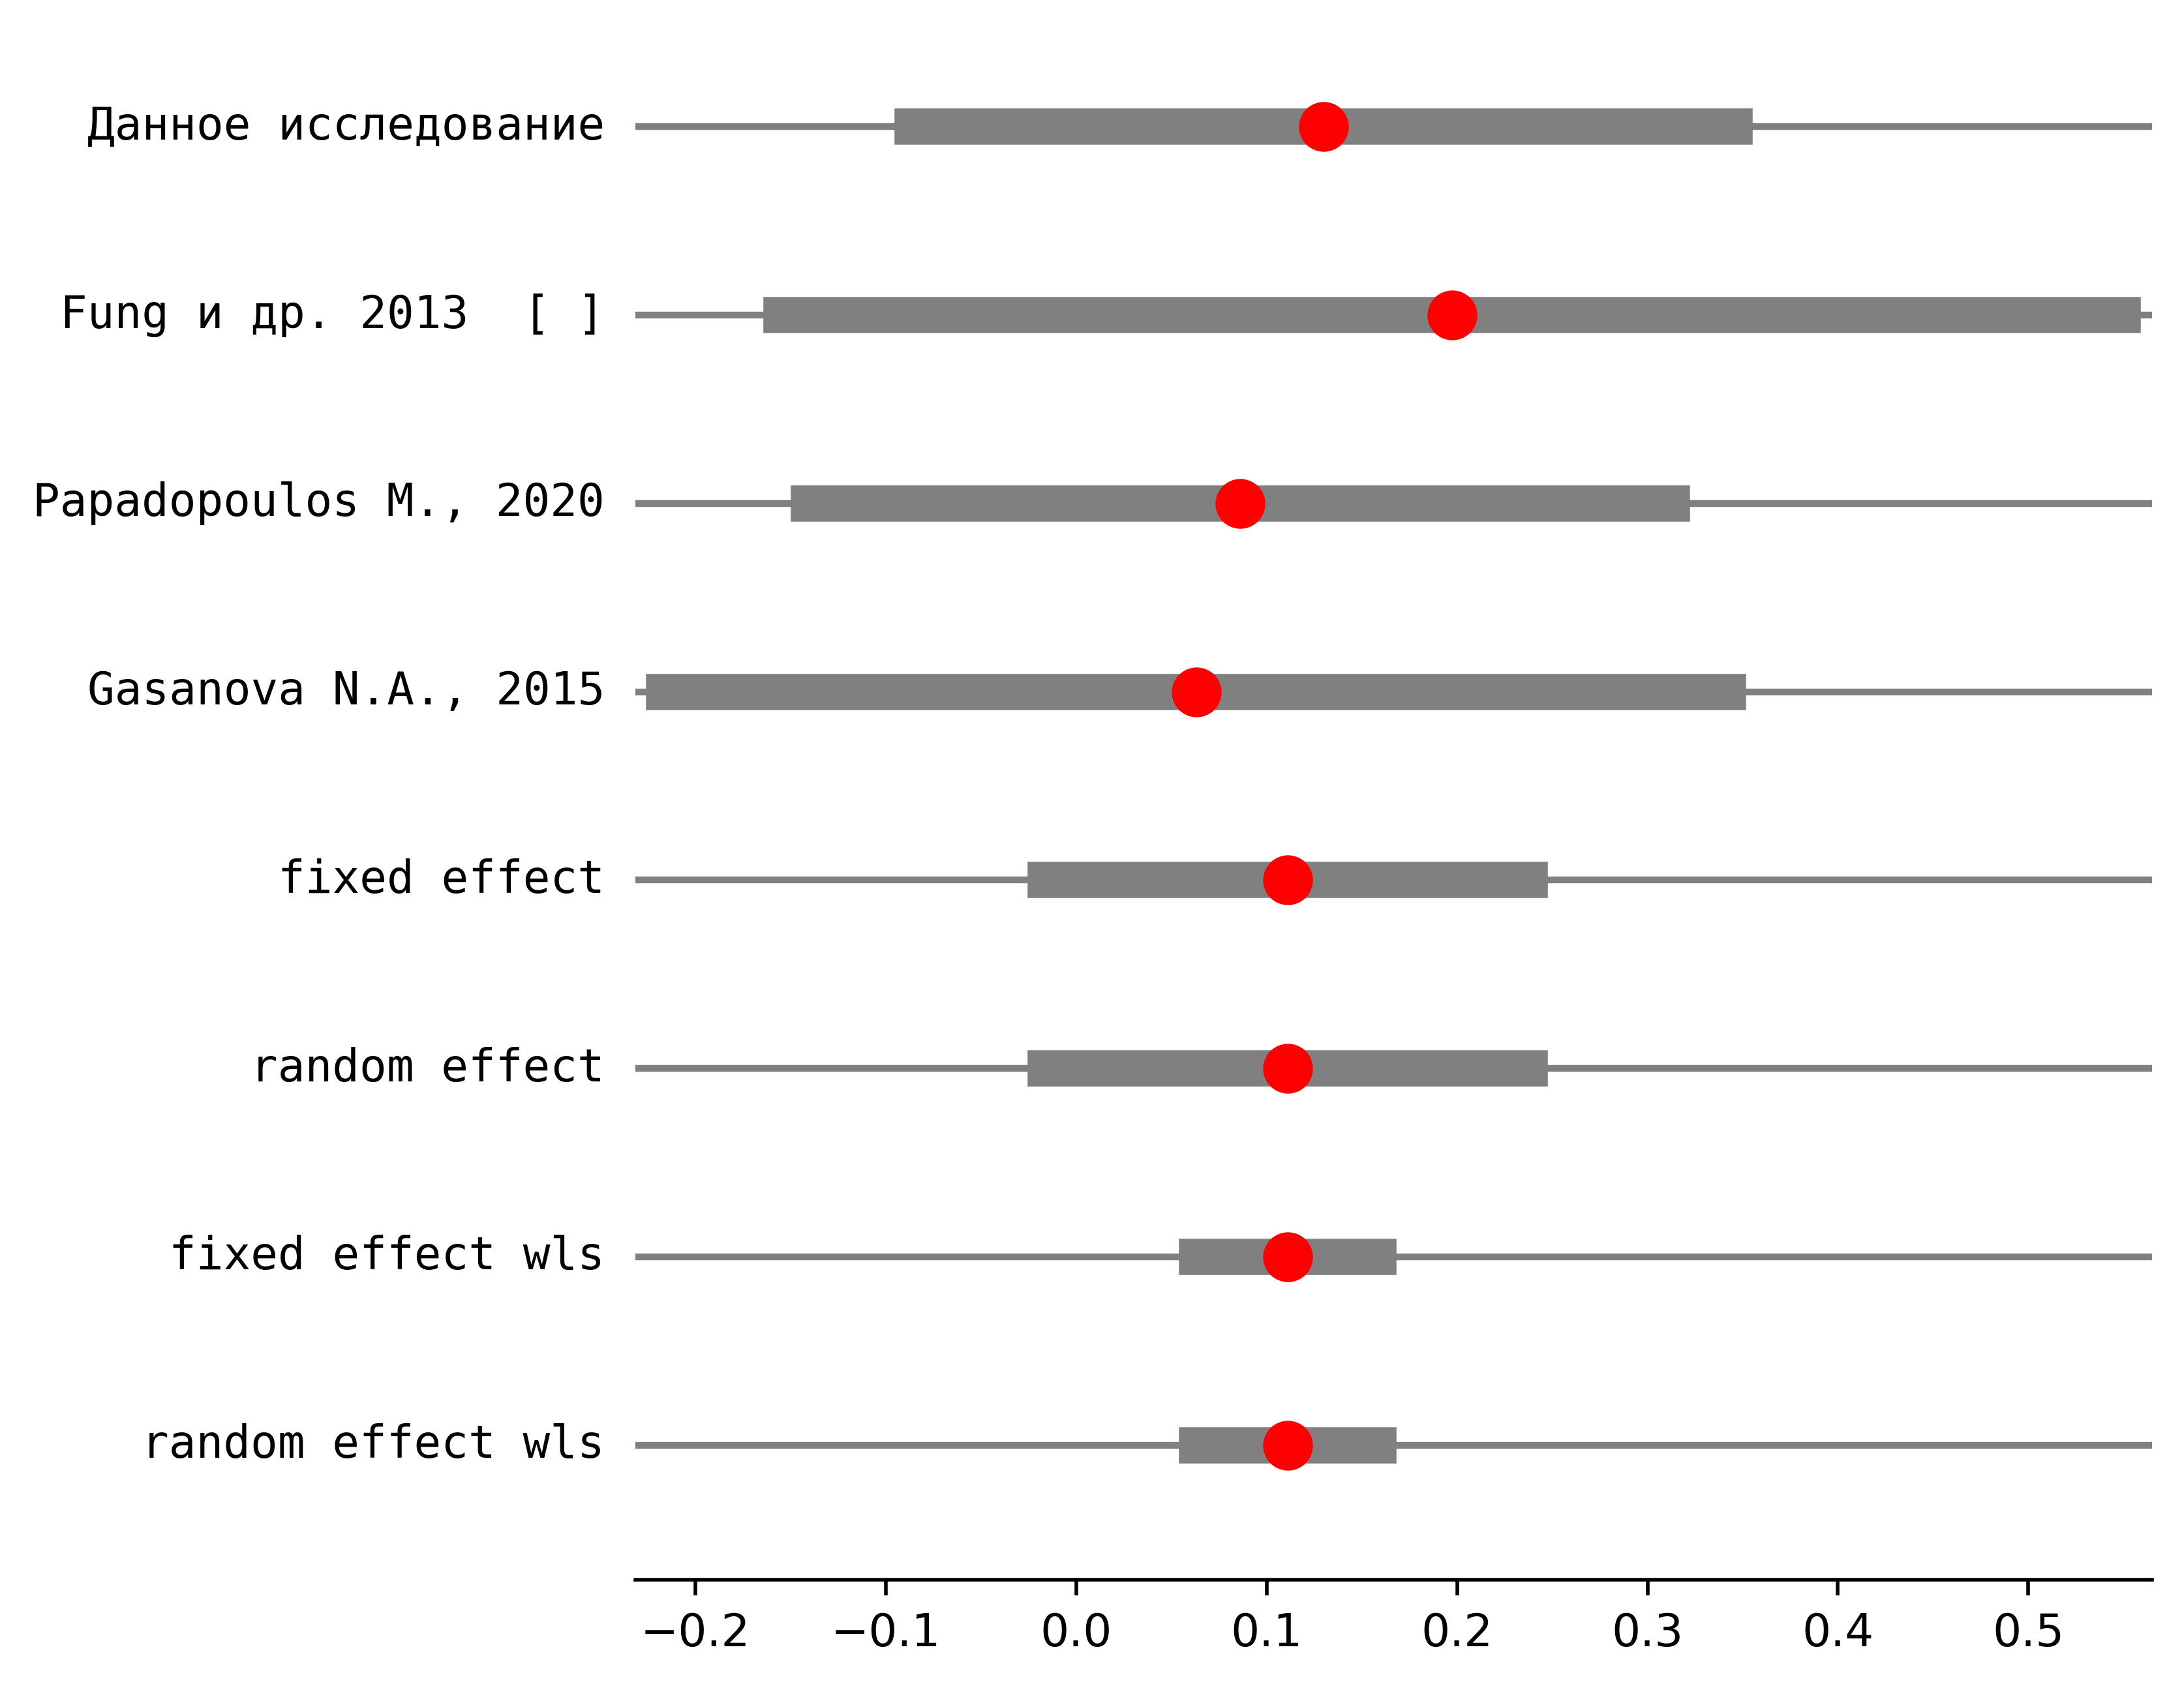 Данное исследование
Fung и др. 2013  [ ]
Papadopoulos M., 2020
Gasanova N.A., 2015
fixed effect
random effect
fixed effect wls
random effect wls
−0.2 −0.1 0.0 0.1 0.2 0.3 0.4 0.5